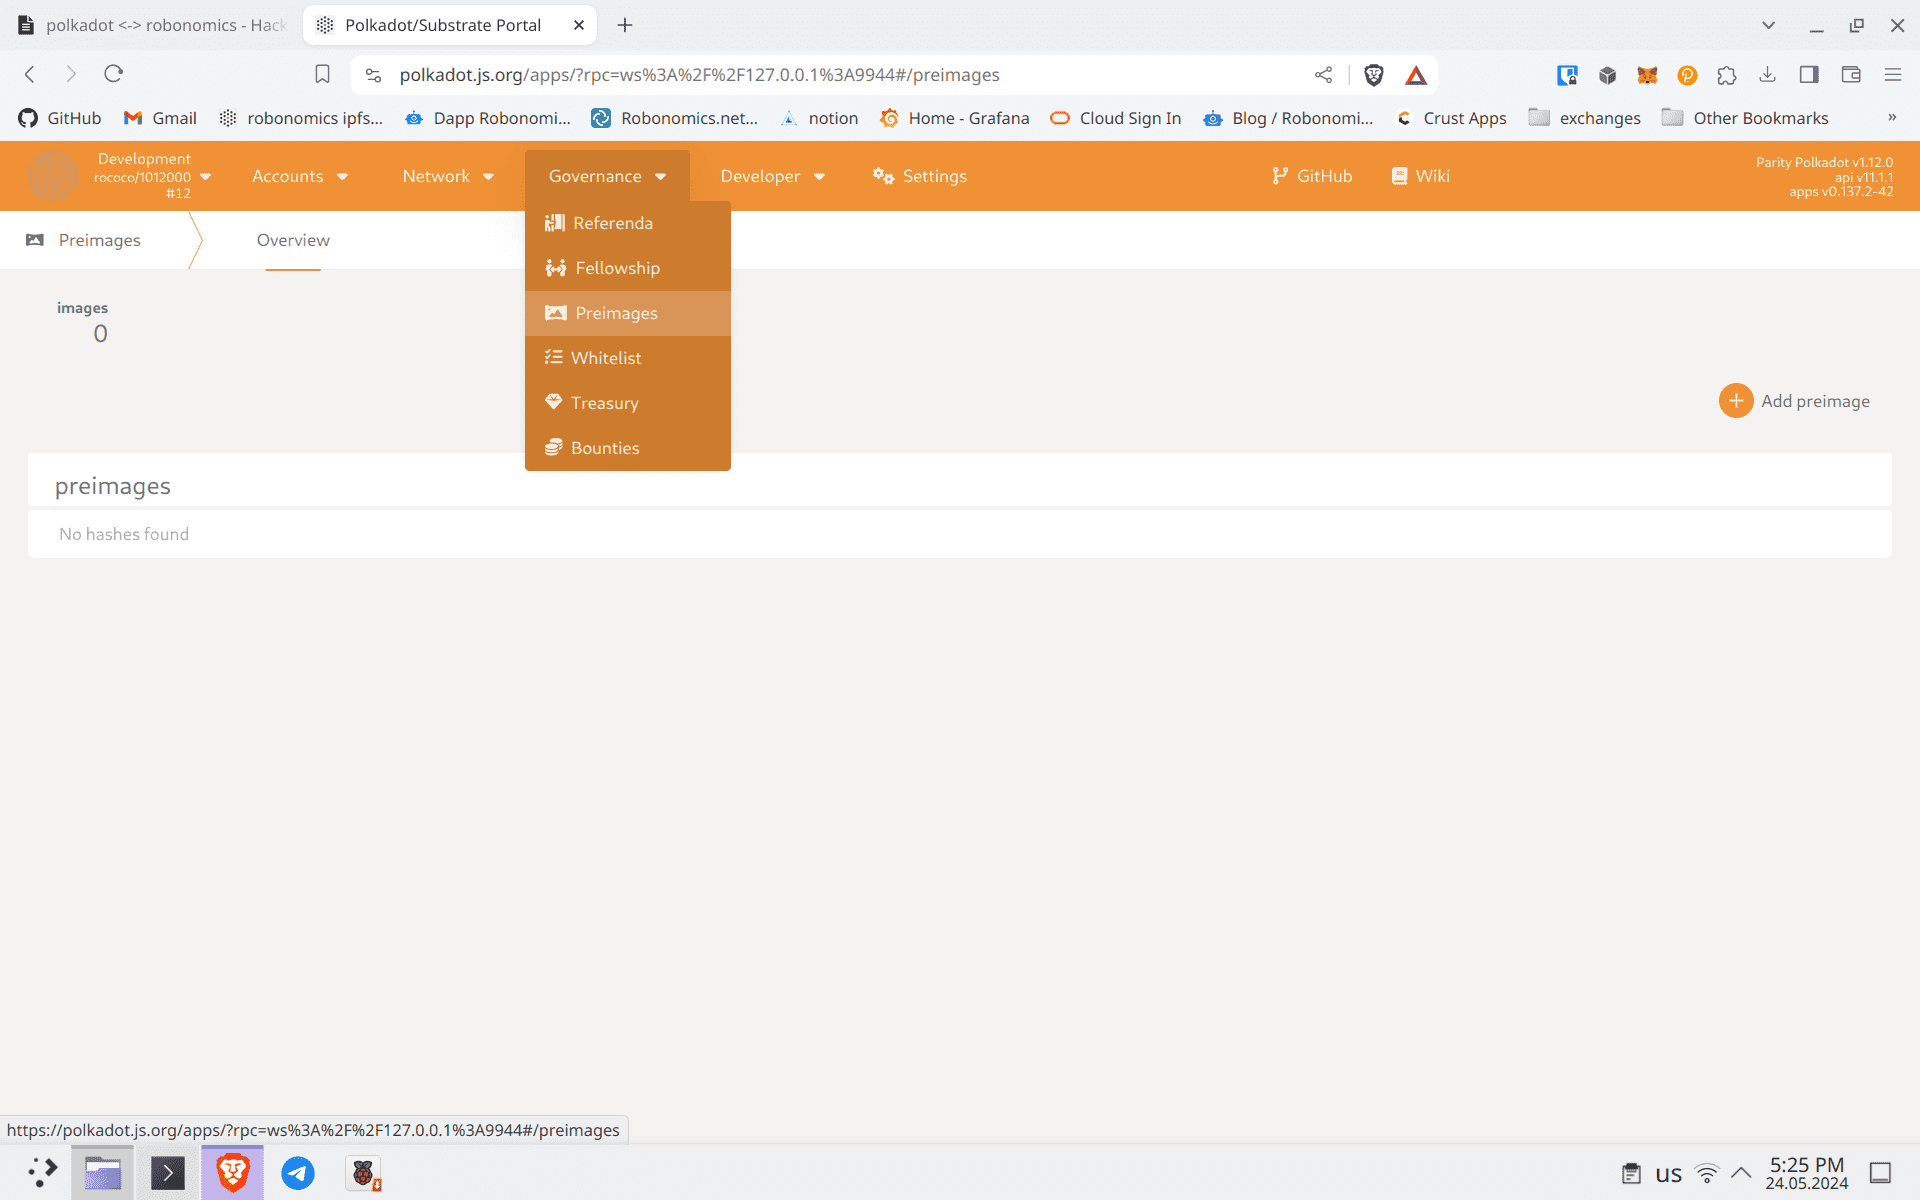 polkadot <-> robonomics - Hack
Polkadot/Substrate Portal
polkadot.js.org/apps/?rpc=ws%3A%2F%2F127.0.0.1%3A9944#/preimages
GitHub
Gmail
robonomics ipfs...
Dapp Robonomi...
Robonomics.net...
notion
Home - Grafana
Cloud Sign In
Blog / Robonomi...
Crust Apps
exchanges
Other Bookmarks
»
Development
rococo/1012000
#12
Accounts
Network
Governance
Developer
Settings
GitHub
Wiki
Parity Polkadot v1.12.0
api v11.1.1
apps v0.137.2-42
Preimages
Overview
Referenda
Fellowship
Preimages
Whitelist
Treasury
Bounties
images
0
Add preimage
preimages
No hashes found
https://polkadot.js.org/apps/?rpc=ws%3A%2F%2F127.0.0.1%3A9944#/preimages
us
5:25 PM
24.05.2024